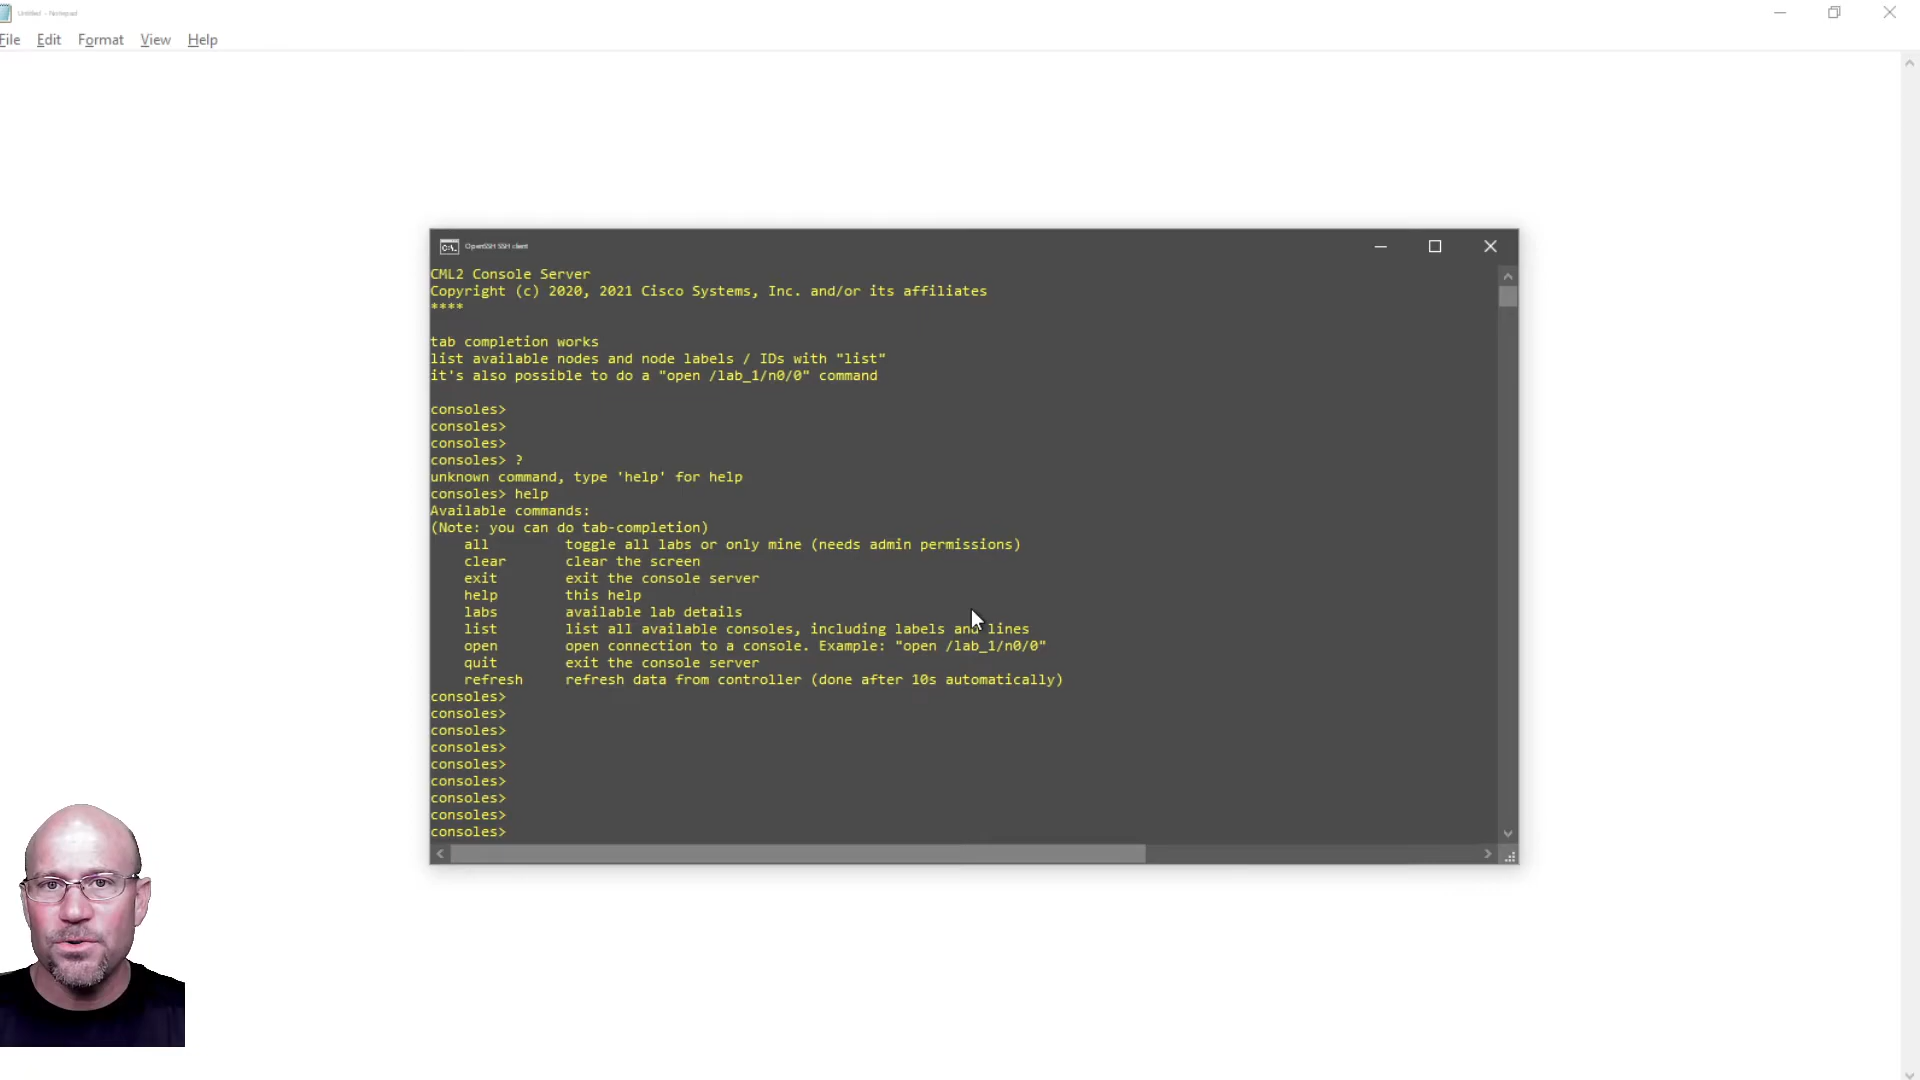 Untitled - Notepad
File Edit Format View Help
OpenSSH SSH client
CML2 Console Server
Copyright (c) 2020, 2021 Cisco Systems, Inc. and/or its affiliates
****
tab completion works
list available nodes and node labels / IDs with "list"
it's also possible to do a "open /lab_1/n0/0" command
consoles>
consoles>
consoles>
consoles> ?
unknown command, type 'help' for help
consoles> help
Available commands:
(Note: you can do tab-completion)
all toggle all labs or only mine (needs admin permissions)
clear clear the screen
exit exit the console server
help this help
labs available lab details
list list all available consoles, including labels and lines
open open connection to a console. Example: "open /lab_1/n0/0"
quit exit the console server
refresh refresh data from controller (done after 10s automatically)
consoles>
consoles>
consoles>
consoles>
consoles>
consoles>
consoles>
consoles>
consoles>